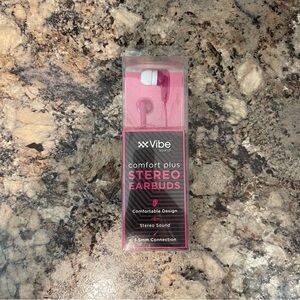 Vibe
comfort plus
STEREO
EARBUDS
Comfortable Design
Stereo Sound
3.5mm Connection